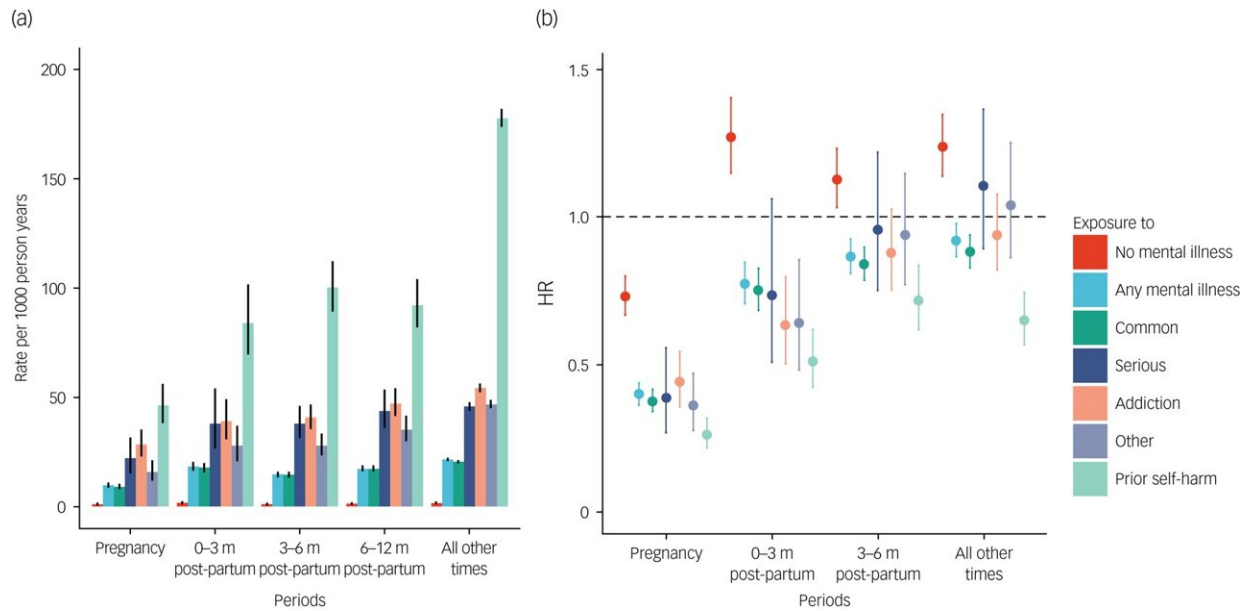 (a)
200
150
100
50
0
Rate per 1000 person years
Pregnancy
0–3 m
post-partum
3–6 m
post-partum
6–12 m
post-partum
All other
times
Periods
(b)
1.5
1.0
0.5
0
HR
Pregnancy
0–3 m
post-partum
3–6 m
post-partum
All other
times
Periods
Exposure to
No mental illness
Any mental illness
Common
Serious
Addiction
Other
Prior self-harm